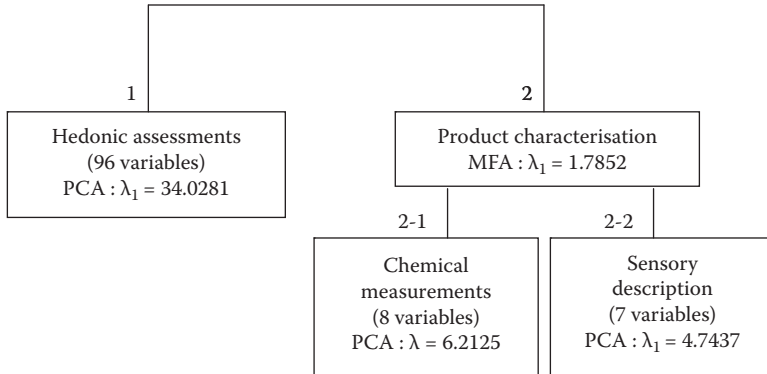 1
2
Hedonic assessments
(96 variables)
PCA : λ₁ = 34.0281
Product characterisation
MFA : λ₁ = 1.7852
2-1
2-2
Chemical
measurements
(8 variables)
PCA : λ = 6.2125
Sensory
description
(7 variables)
PCA : λ₁ = 4.7437